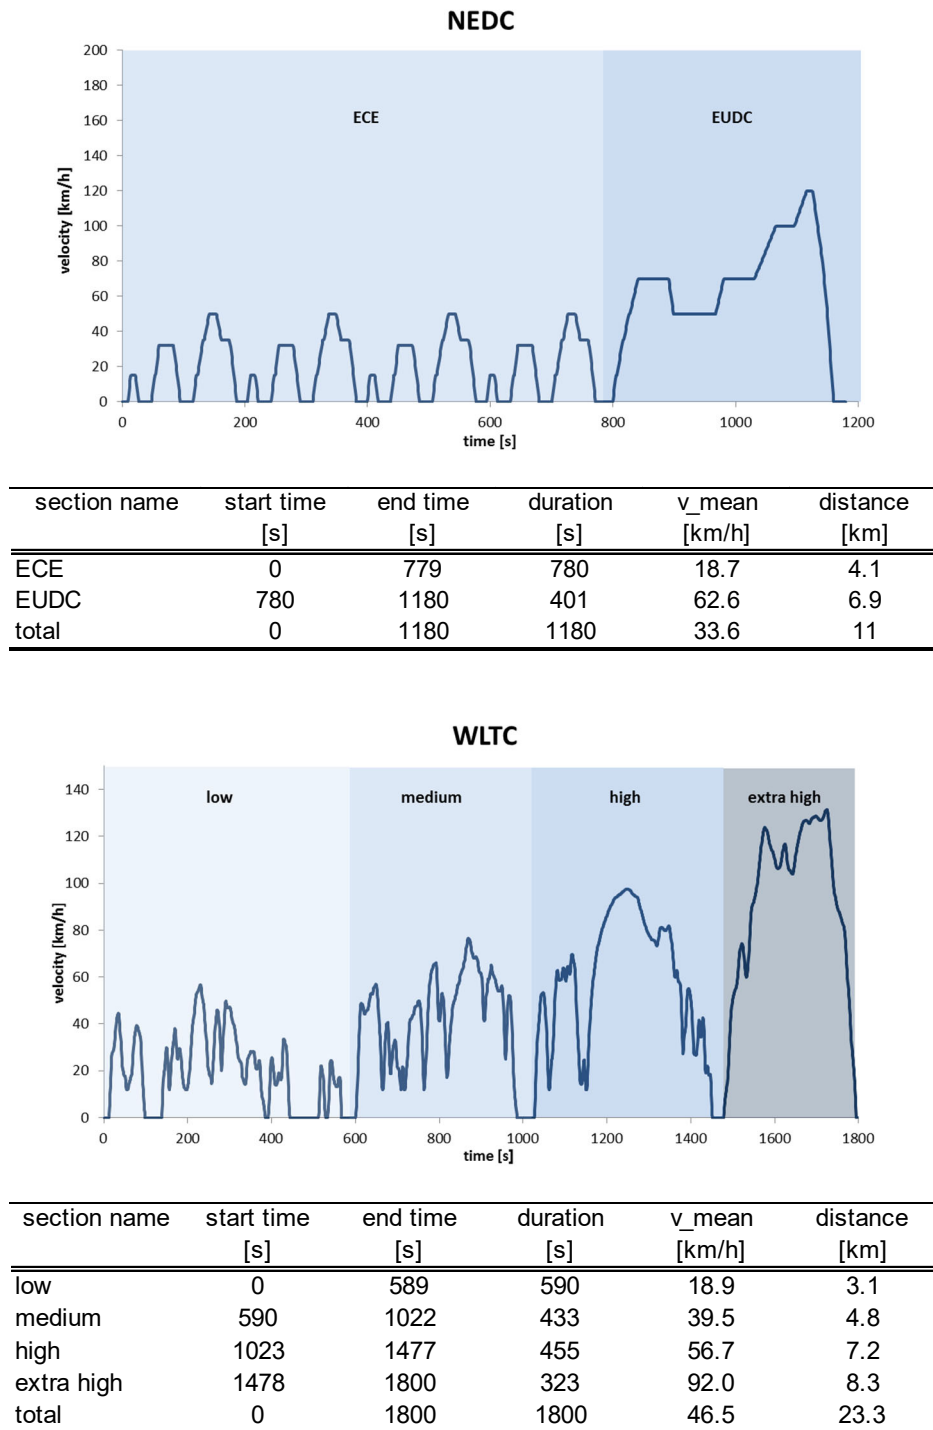 NEDC
200
180
160
140
120
100
80
60
40
20
0
velocity [km/h]
ECE
EUDC
0 200 400 600 800 1000 1200
time [s]
section name start time end time duration v_mean distance
[s] [s] [s] [km/h] [km]
ECE 0 779 780 18.7 4.1
EUDC 780 1180 401 62.6 6.9
total 0 1180 1180 33.6 11
WLTC
140
120
100
80
60
40
20
0
velocity [km/h]
low medium high extra high
0 200 400 600 800 1000 1200 1400 1600 1800
time [s]
section name start time end time duration v_mean distance
[s] [s] [s] [km/h] [km]
low 0 589 590 18.9 3.1
medium 590 1022 433 39.5 4.8
high 1023 1477 455 56.7 7.2
extra high 1478 1800 323 92.0 8.3
total 0 1800 1800 46.5 23.3